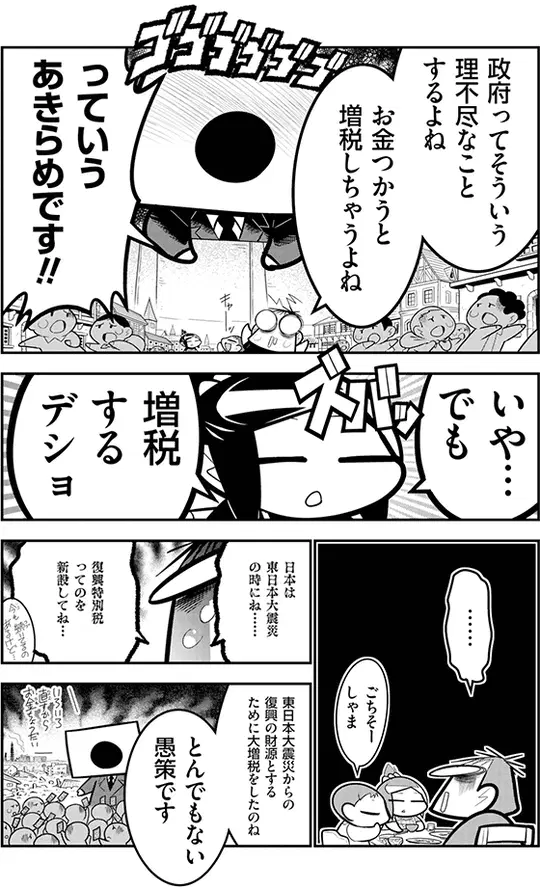 政府ってそういう
理不尽なこと
するよね
お金つかうと
増税しちゃうよね
ゴゴゴゴゴゴ
っていう
あきらめです!!
いや…
でも
ズバッ
増税
する
デショ
………
ごちそー
しゃま
日本は
東日本大震災
の時にね……
復興特別税
ってのを
新設してね…
東日本大震災からの
復興の財源とする
ために大増税をしたのね
とんでもない
愚策です